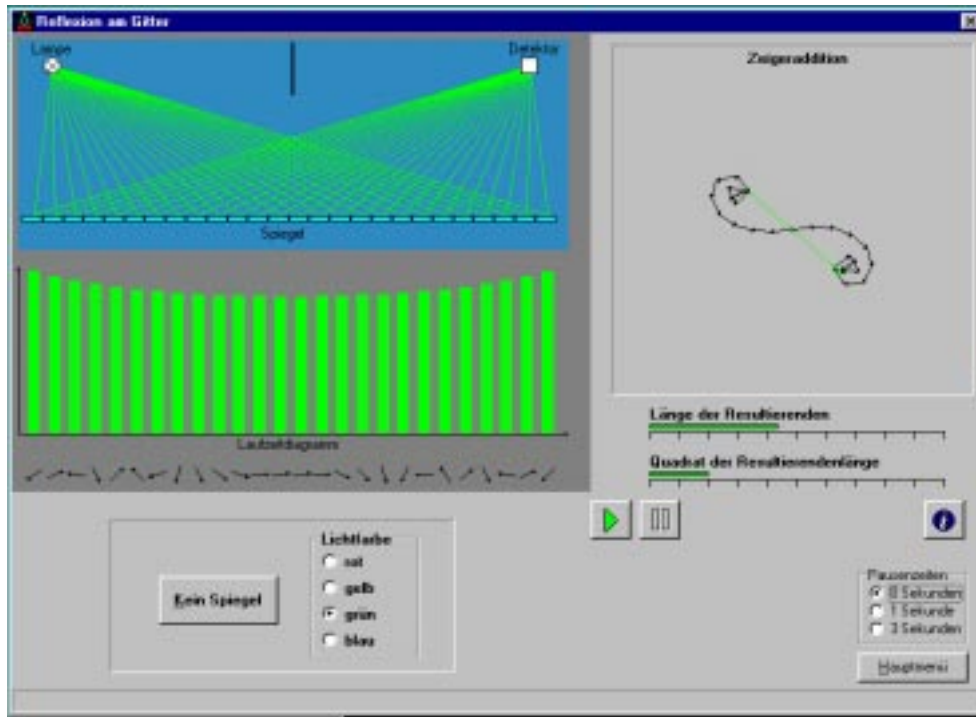 Reflexion am Gitter
Lampe
Detektor
Spiegel
Laufzeitdiagramm
Zeigeraddition
Länge der Resultierenden
Quadrat der Resultierendenlänge
Kein Spiegel
Lichtfarbe
rot
gelb
grün
blau
Pausenzeiten
0 Sekunden
1 Sekunde
3 Sekunden
Hauptmenü